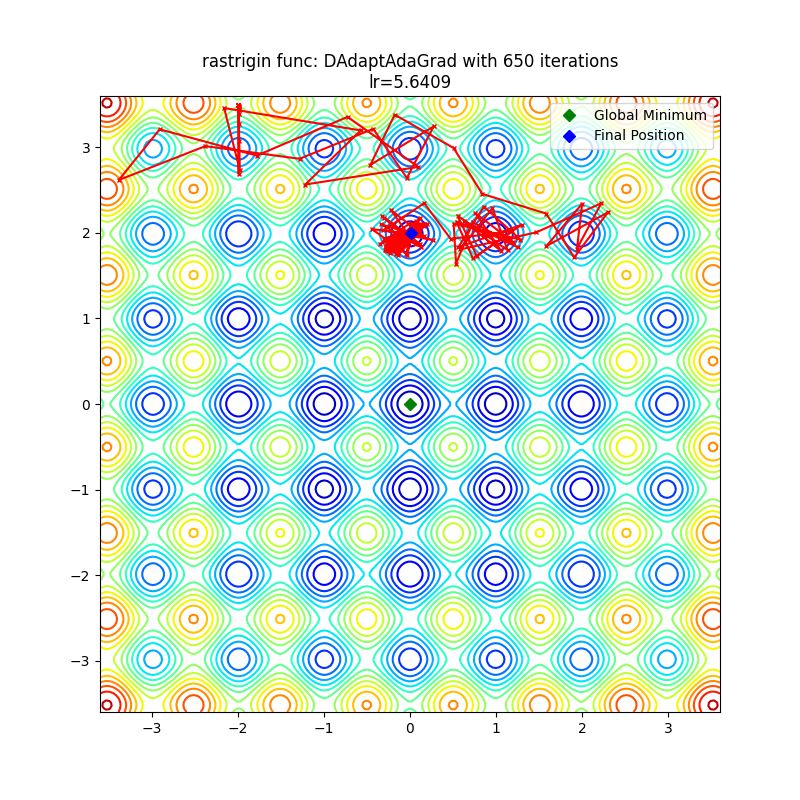 rastrigin func: DAdaptAdaGrad with 650 iterations
lr=5.6409
Global Minimum
Final Position
3
2
1
0
−1
−2
−3
−3 −2 −1 0 1 2 3